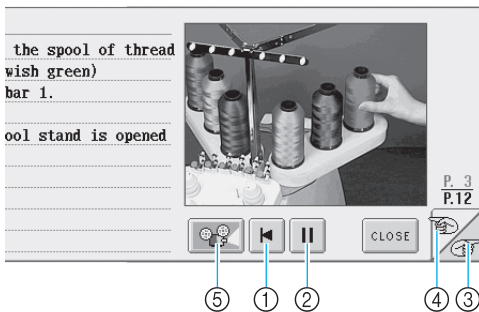 the spool of thread
wish green)
bar 1.
ool stand is opened
P. 3
P.12
CLOSE
5
1
2
4
3